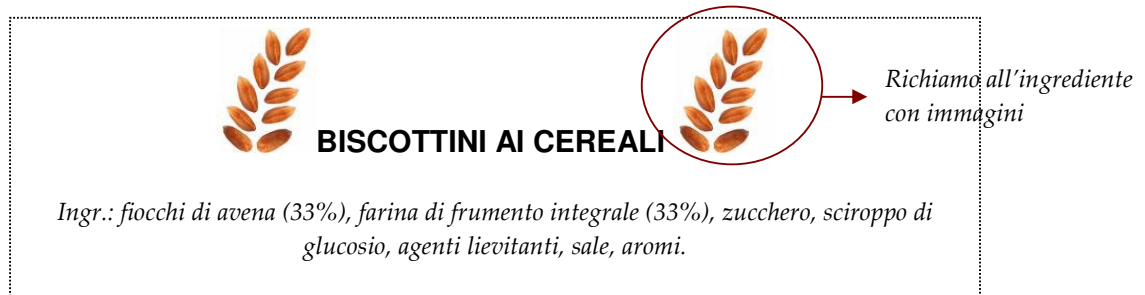 Richiamo all'ingrediente
con immagini
BISCOTTINI AI CEREALI
Ingr.: fiocchi di avena (33%), farina di frumento integrale (33%), zucchero, sciroppo di
glucosio, agenti lievitanti, sale, aromi.